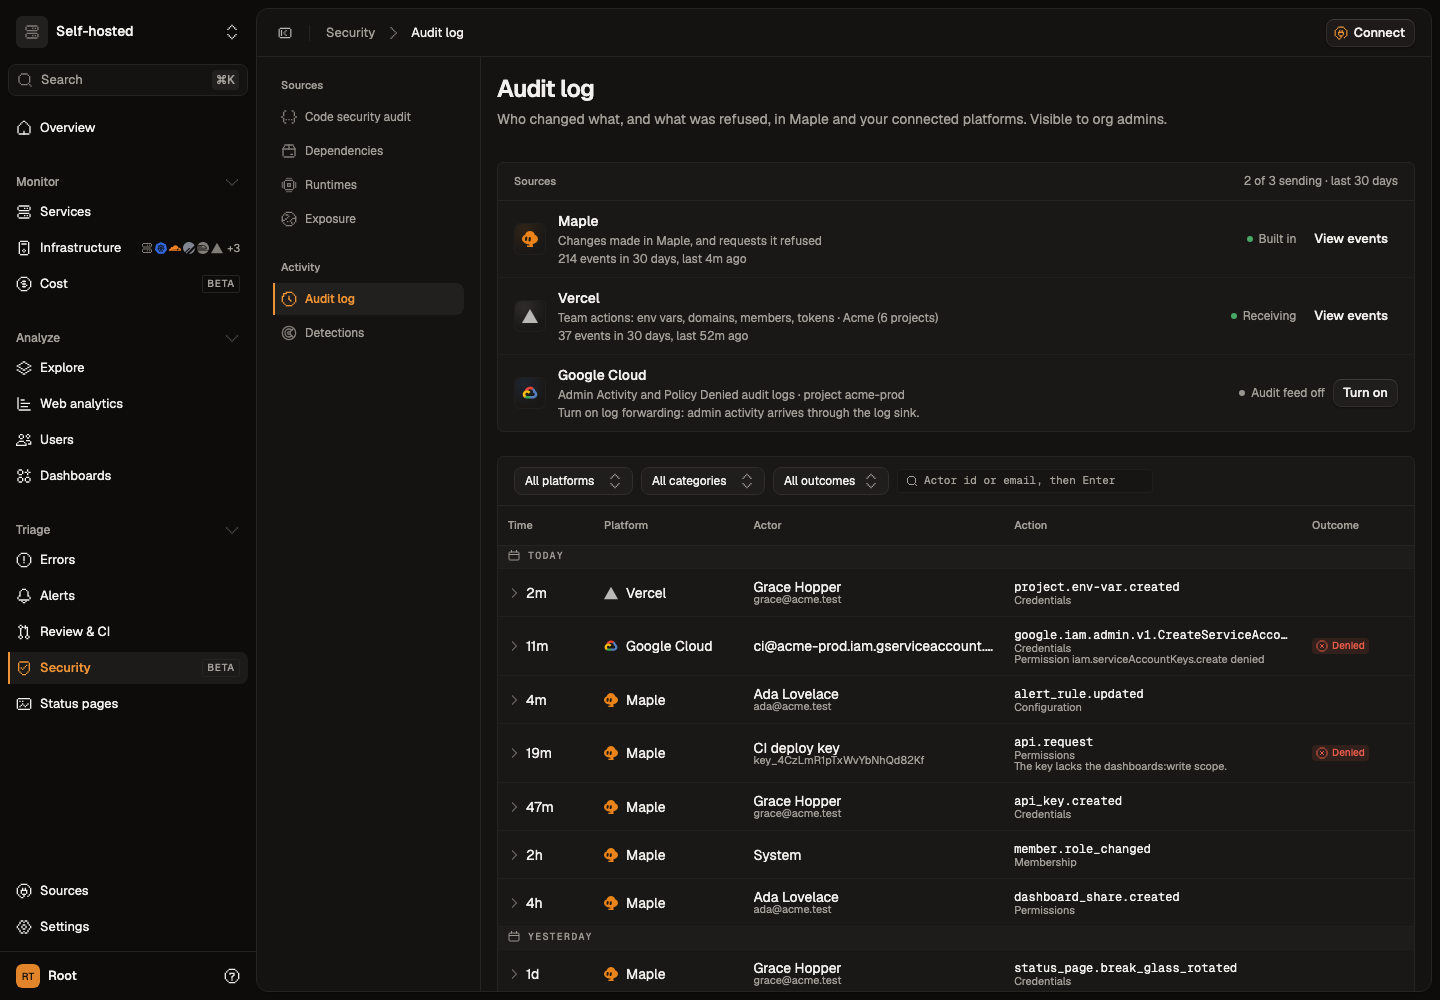 Self-hosted
Search ⌘K
Overview
Monitor
Services
Infrastructure +3
Cost BETA
Analyze
Explore
Web analytics
Users
Dashboards
Triage
Errors
Alerts
Review & CI
Security BETA
Status pages
Sources
Settings
RT Root
Security Audit log
Connect
Sources
Code security audit
Dependencies
Runtimes
Exposure
Activity
Audit log
Detections
Audit log
Who changed what, and what was refused, in Maple and your connected platforms. Visible to org admins.
Sources 2 of 3 sending · last 30 days
Maple
Changes made in Maple, and requests it refused
214 events in 30 days, last 4m ago
Built in View events
Vercel
Team actions: env vars, domains, members, tokens · Acme (6 projects)
37 events in 30 days, last 52m ago
Receiving View events
Google Cloud
Admin Activity and Policy Denied audit logs · project acme-prod
Turn on log forwarding: admin activity arrives through the log sink.
Audit feed off Turn on
All platforms All categories All outcomes Actor id or email, then Enter
Time Platform Actor Action Outcome
TODAY
2m Vercel Grace Hopper project.env-var.created
grace@acme.test Credentials
11m Google Cloud ci@acme-prod.iam.gserviceaccount.... google.iam.admin.v1.CreateServiceAcco… Denied
Credentials
Permission iam.serviceAccountKeys.create denied
4m Maple Ada Lovelace alert_rule.updated
ada@acme.test Configuration
19m Maple CI deploy key api.request Denied
key_4CzLmR1pTxWvYbNhQd82Kf Permissions
The key lacks the dashboards:write scope.
47m Maple Grace Hopper api_key.created
grace@acme.test Credentials
2h Maple System member.role_changed
Membership
4h Maple Ada Lovelace dashboard_share.created
ada@acme.test Permissions
YESTERDAY
1d Maple Grace Hopper status_page.break_glass_rotated
grace@acme.test Credentials